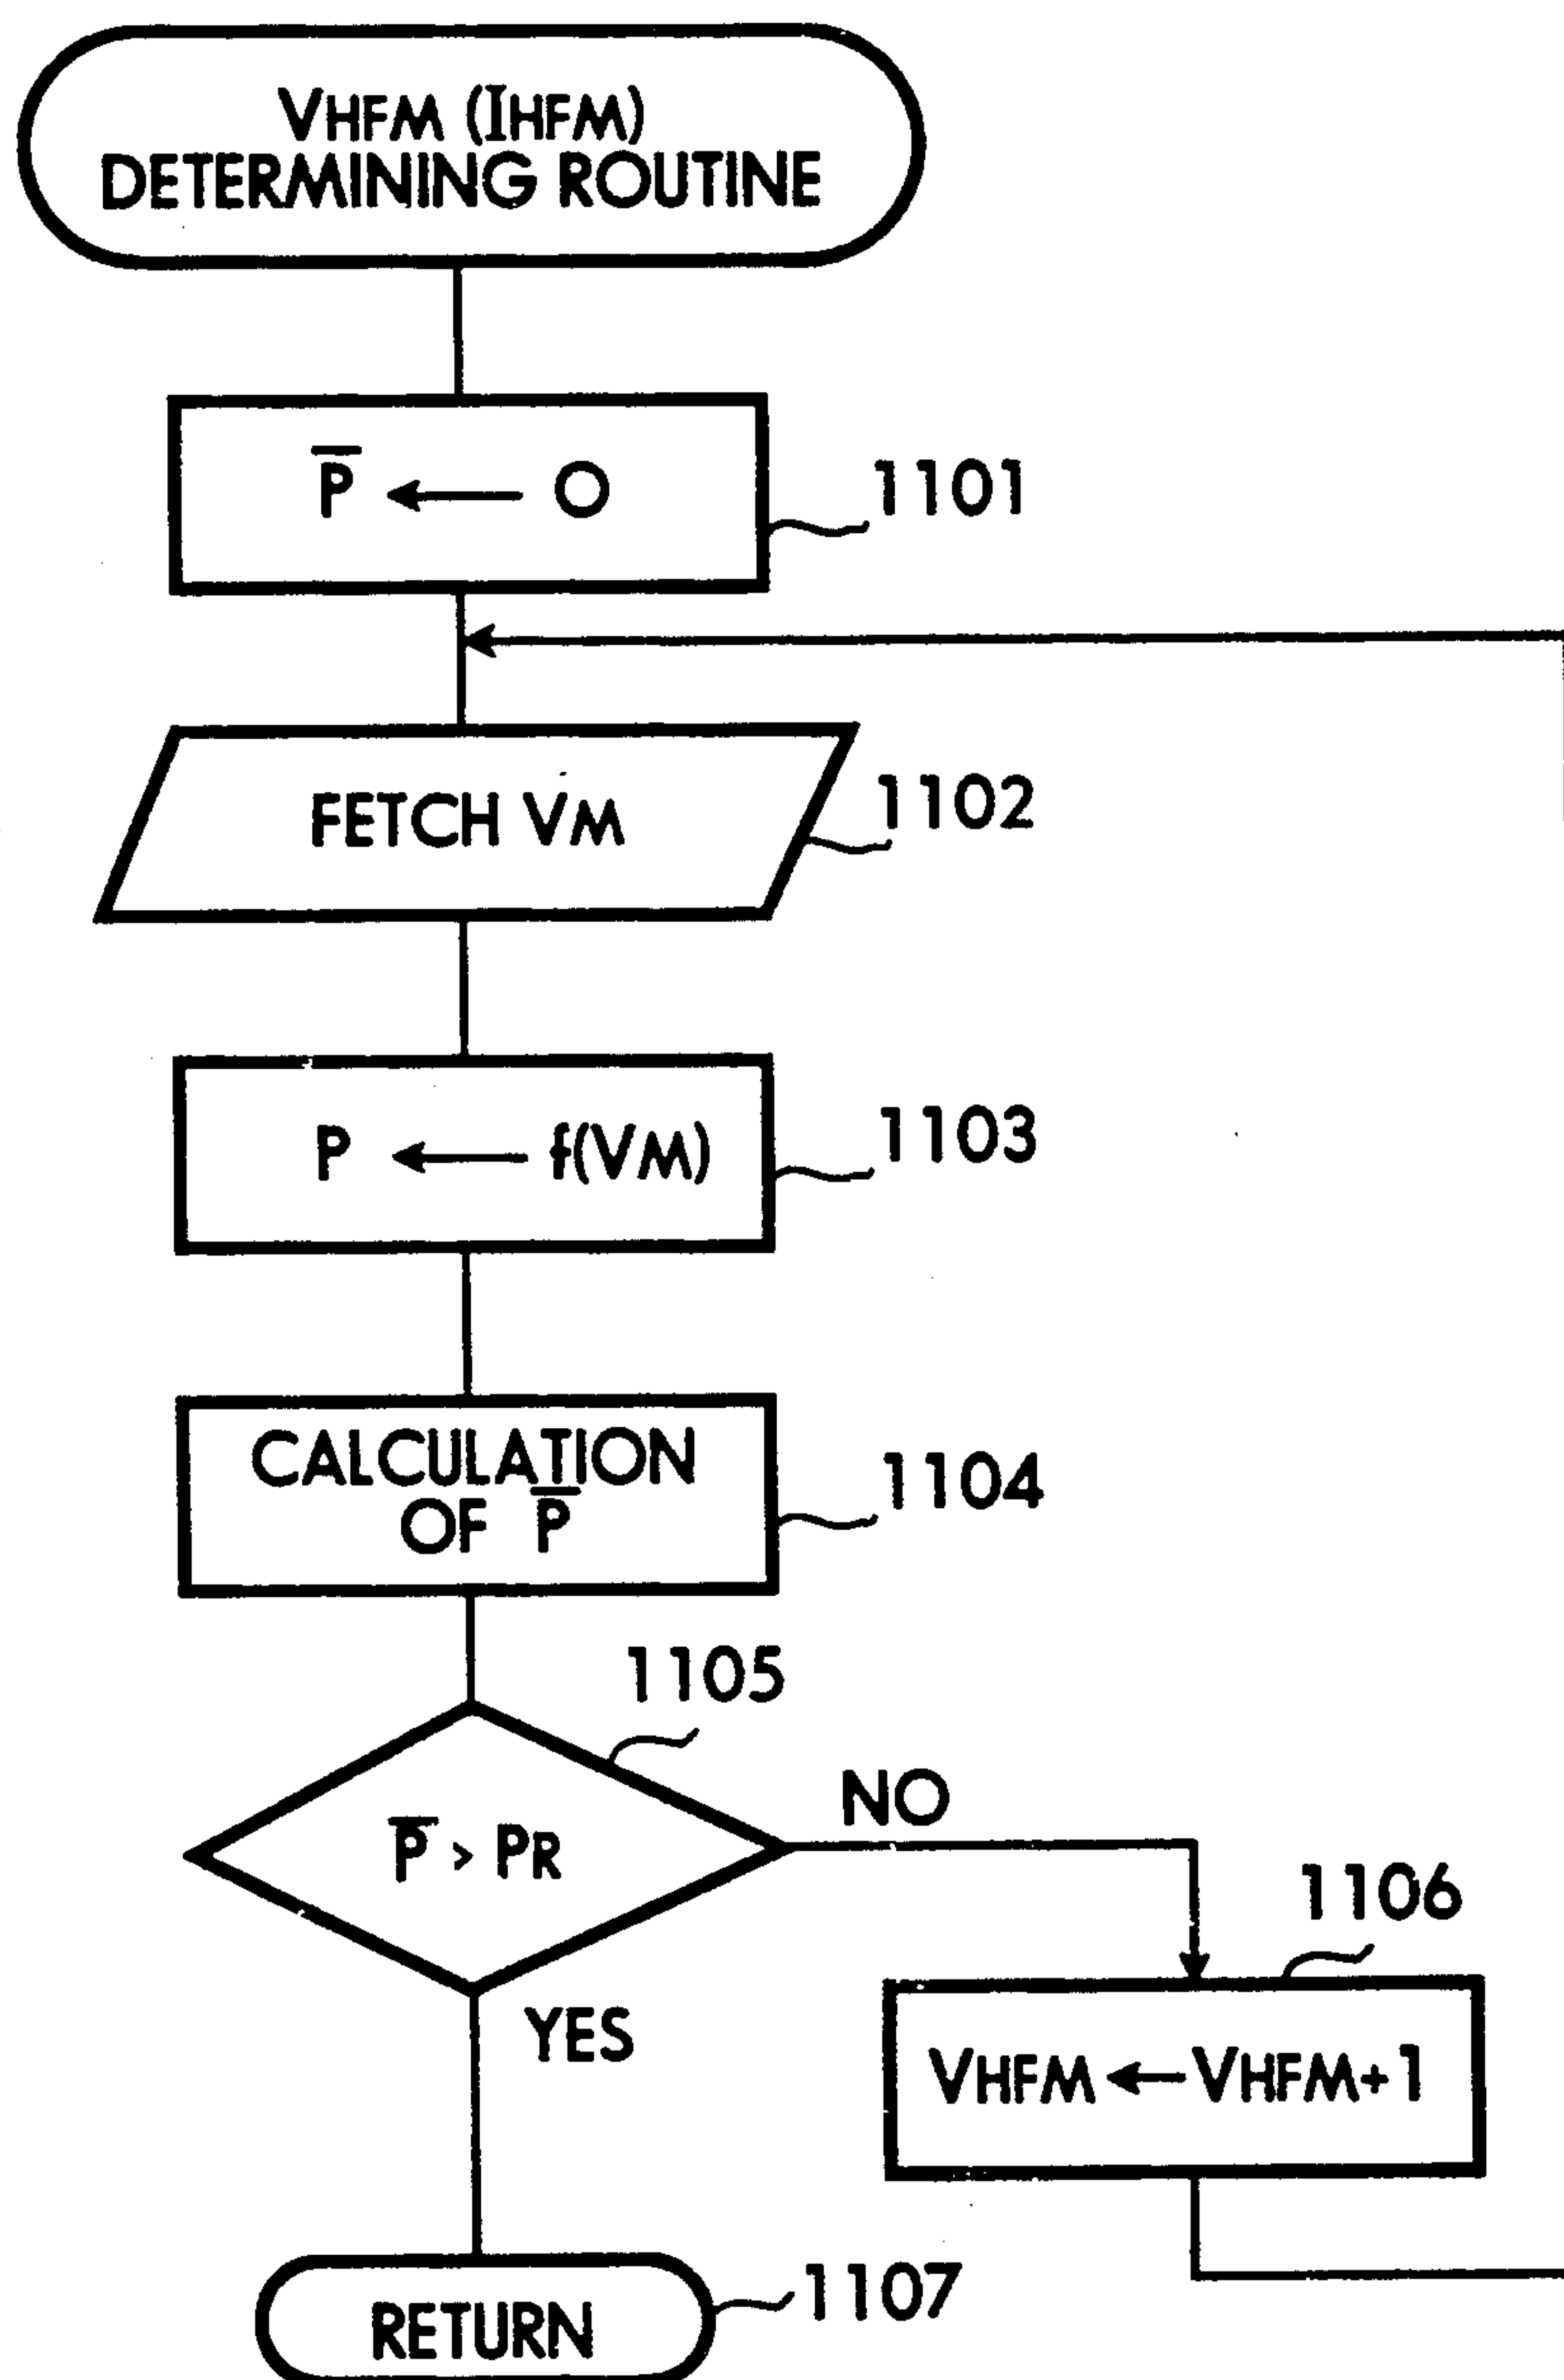 VHFM (IHFM)
DETERMINING ROUTINE
P̅ ← 0
1101
FETCH VM
1102
P ← f(VM)
1103
CALCULATION
OF P̅
1104
1105
P̅ > PR
NO
YES
1106
VHFM ← VHFM+1
RETURN
1107